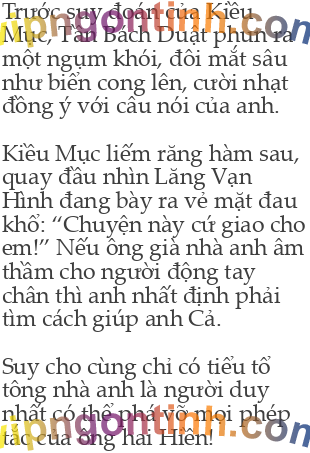 Trước suy đoán của Kiều
Mục, Tần Bách Duật phun ra
một ngụm khói, đôi mắt sâu
như biển cong lên, cười nhạt
đồng ý với câu nói của anh.
Kiều Mục liếm răng hàm sau,
quay đầu nhìn Lăng Vạn
Hình đang bày ra vẻ mặt đau
khổ: “Chuyện này cứ giao cho
em!” Nếu ông già nhà anh âm
thầm cho người động tay
chân thì anh nhất định phải
tìm cách giúp anh Cả.
Suy cho cùng chỉ có tiểu tổ
tông nhà anh là người duy
nhất có thể phá vỡ mọi phép
tắc của ông hai Hiên!
vipngontinh.com
vipngontinh.com